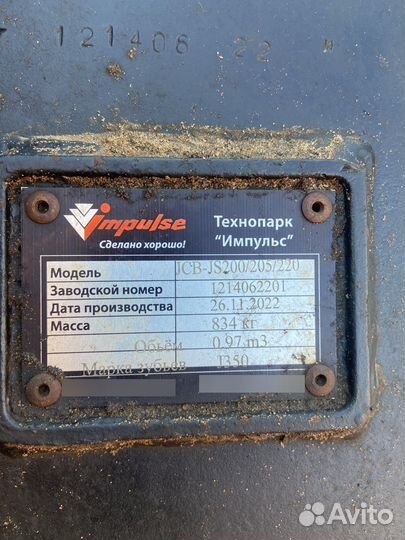 121406 22
impulse
Сделано хорошо!
Технопарк
"Импульс"
Модель JCB-JS200/205/220
Заводской номер 1214062201
Дата производства 26.11.2022
Масса 834 кг
Объём 0,97 m3
Марка зубьев J350
Avito